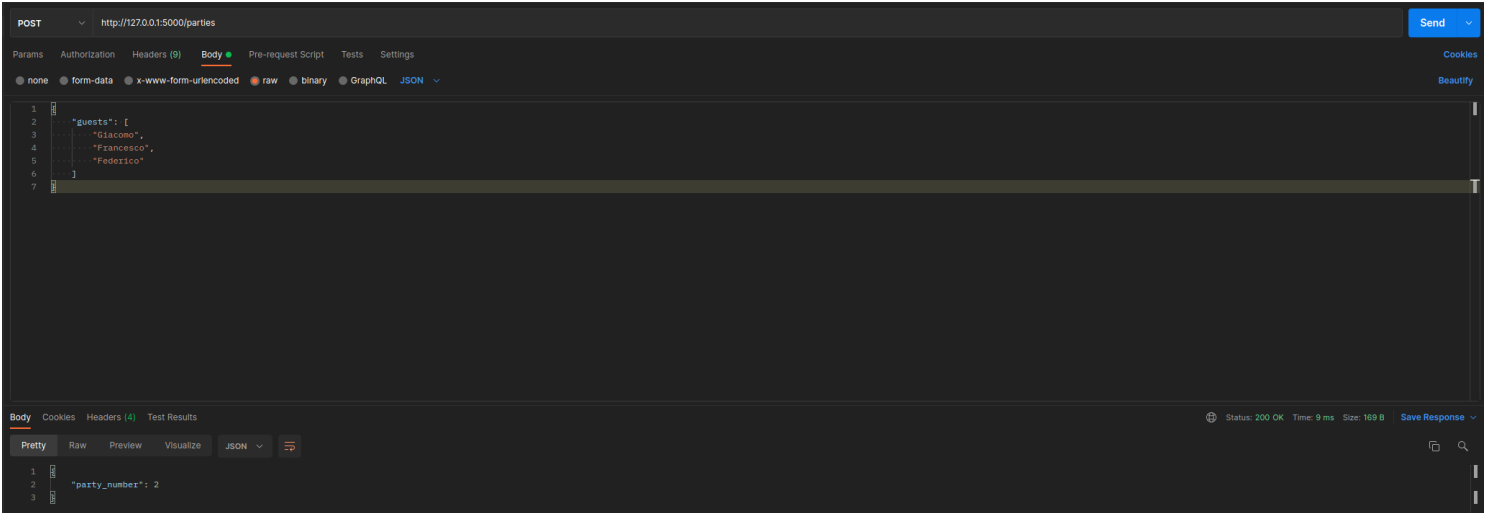 POST http://127.0.0.1:5000/parties Send
Params Authorization Headers (9) Body Pre-request Script Tests Settings Cookies
none form-data x-www-form-urlencoded raw binary GraphQL JSON Beautify
1 {
2 "guests": [
3 "Giacomo",
4 "Francesco",
5 "Federico"
6 ]
7 }
Body Cookies Headers (4) Test Results Status: 200 OK Time: 9 ms Size: 169 B Save Response
Pretty Raw Preview Visualize JSON
1 {
2 "party_number": 2
3 }